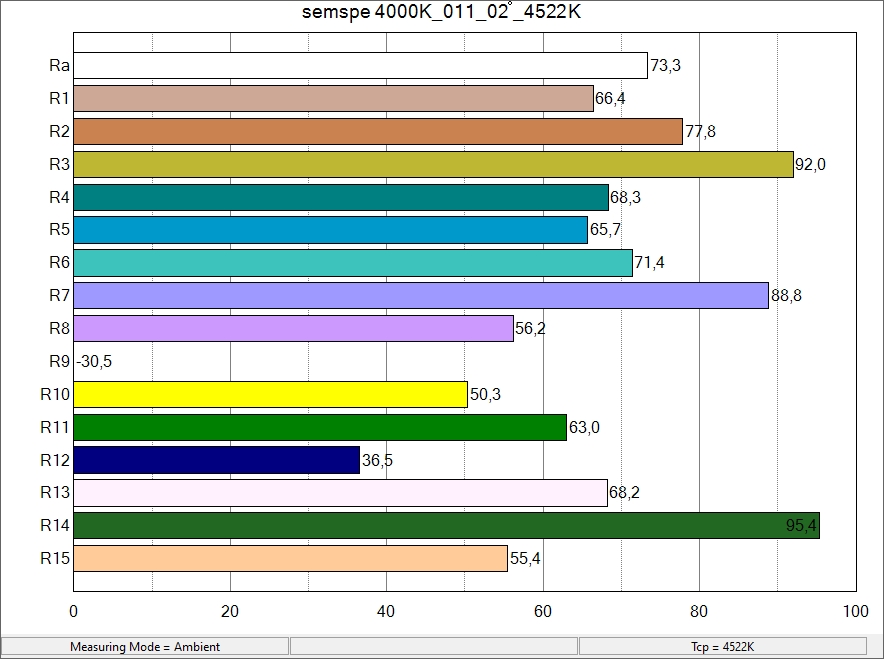 semspe 4000K_011_02°_4522K
Ra 73,3
R1 66,4
R2 77,8
R3 92,0
R4 68,3
R5 65,7
R6 71,4
R7 88,8
R8 56,2
R9 -30,5
R10 50,3
R11 63,0
R12 36,5
R13 68,2
R14 95,4
R15 55,4
0 20 40 60 80 100
Measuring Mode = Ambient Tcp = 4522K